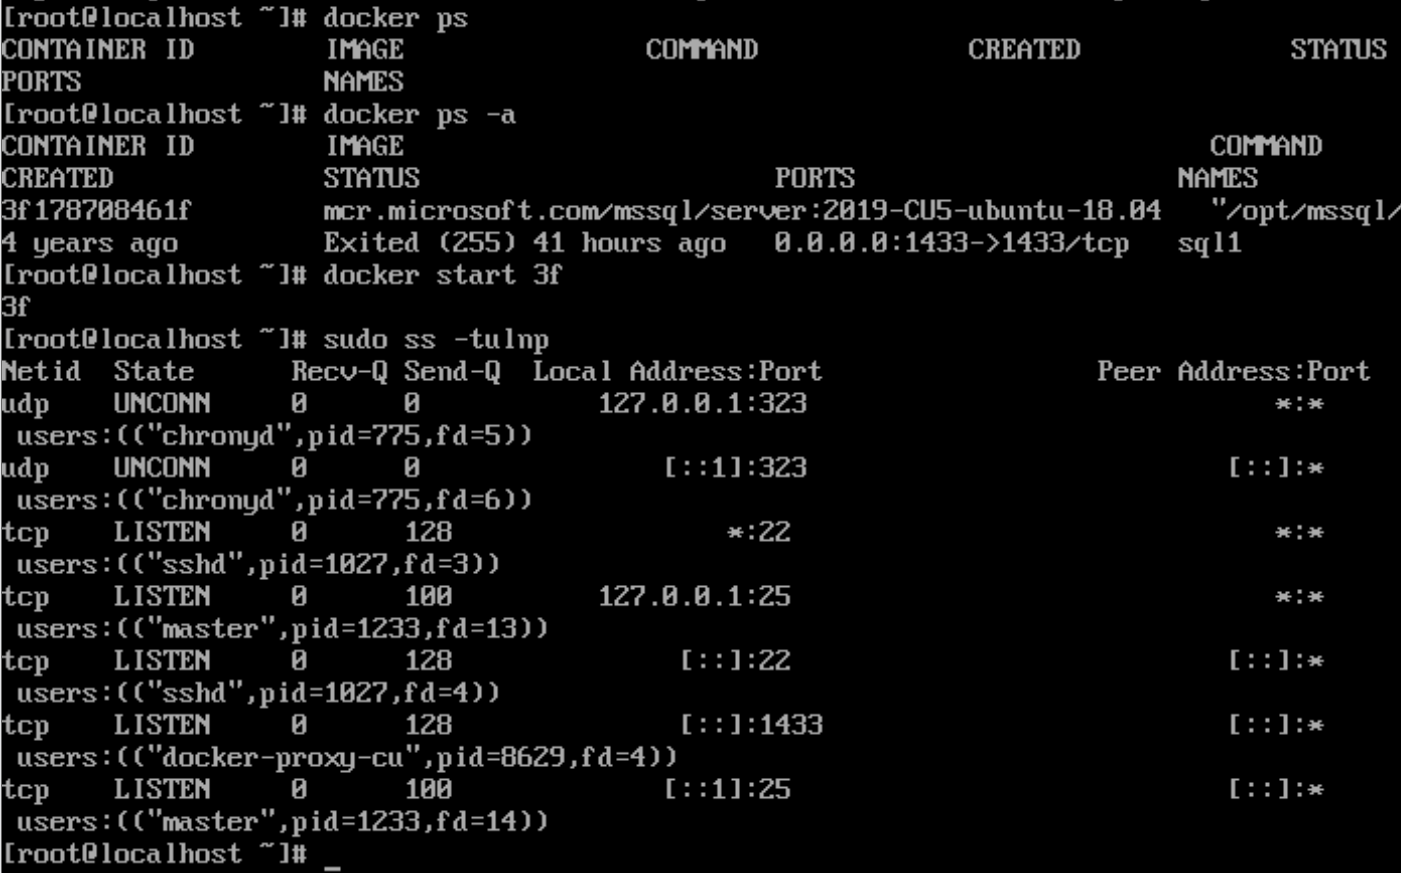 [root@localhost ~]# docker ps
CONTAINER ID        IMAGE               COMMAND             CREATED             STATUS
PORTS               NAMES
[root@localhost ~]# docker ps -a
CONTAINER ID        IMAGE                                                  COMMAND
CREATED             STATUS                      PORTS                    NAMES
3f178708461f        mcr.microsoft.com/mssql/server:2019-CU5-ubuntu-18.04   "/opt/mssql/
4 years ago         Exited (255) 41 hours ago   0.0.0.0:1433->1433/tcp   sql1
[root@localhost ~]# docker start 3f
3f
[root@localhost ~]# sudo ss -tulnp
Netid  State      Recv-Q Send-Q  Local Address:Port                 Peer Address:Port
udp    UNCONN     0      0           127.0.0.1:323                             *:*
 users:(("chronyd",pid=775,fd=5))
udp    UNCONN     0      0               [::1]:323                          [::]:*
 users:(("chronyd",pid=775,fd=6))
tcp    LISTEN     0      128                 *:22                              *:*
 users:(("sshd",pid=1027,fd=3))
tcp    LISTEN     0      100         127.0.0.1:25                              *:*
 users:(("master",pid=1233,fd=13))
tcp    LISTEN     0      128              [::]:22                           [::]:*
 users:(("sshd",pid=1027,fd=4))
tcp    LISTEN     0      128              [::]:1433                         [::]:*
 users:(("docker-proxy-cu",pid=8629,fd=4))
tcp    LISTEN     0      100             [::1]:25                           [::]:*
 users:(("master",pid=1233,fd=14))
[root@localhost ~]#